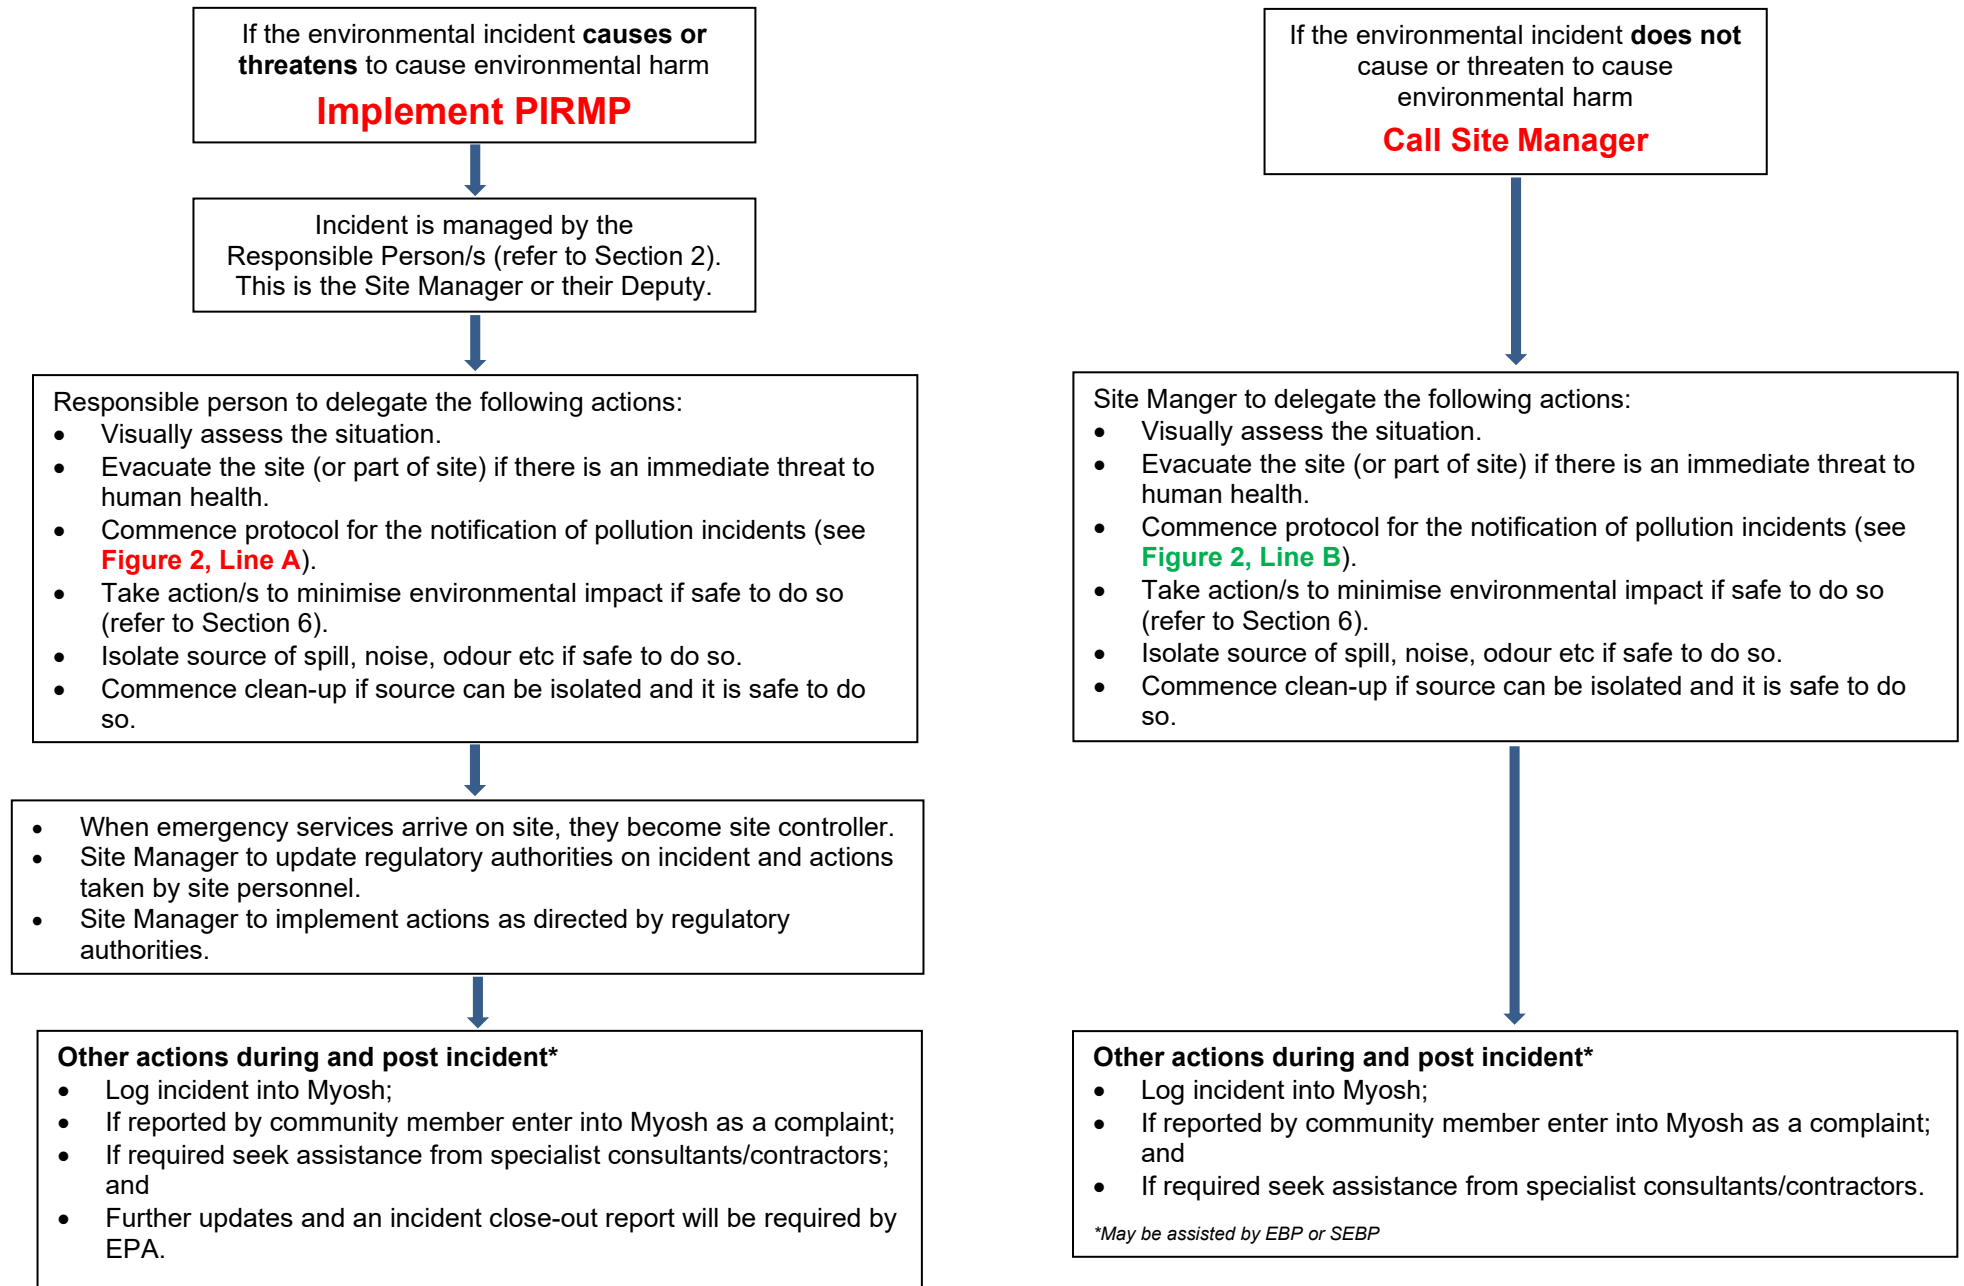 If the environmental incident causes or
threatens to cause environmental harm
Implement PIRMP
Incident is managed by the
Responsible Person/s (refer to Section 2).
This is the Site Manager or their Deputy.
Responsible person to delegate the following actions:
• Visually assess the situation.
• Evacuate the site (or part of site) if there is an immediate threat to
human health.
• Commence protocol for the notification of pollution incidents (see
Figure 2, Line A).
• Take action/s to minimise environmental impact if safe to do so
(refer to Section 6).
• Isolate source of spill, noise, odour etc if safe to do so.
• Commence clean-up if source can be isolated and it is safe to do
so.
• When emergency services arrive on site, they become site controller.
• Site Manager to update regulatory authorities on incident and actions
taken by site personnel.
• Site Manager to implement actions as directed by regulatory
authorities.
Other actions during and post incident*
• Log incident into Myosh;
• If reported by community member enter into Myosh as a complaint;
• If required seek assistance from specialist consultants/contractors;
and
• Further updates and an incident close-out report will be required by
EPA.
If the environmental incident does not
cause or threaten to cause
environmental harm
Call Site Manager
Site Manger to delegate the following actions:
• Visually assess the situation.
• Evacuate the site (or part of site) if there is an immediate threat to
human health.
• Commence protocol for the notification of pollution incidents (see
Figure 2, Line B).
• Take action/s to minimise environmental impact if safe to do so
(refer to Section 6).
• Isolate source of spill, noise, odour etc if safe to do so.
• Commence clean-up if source can be isolated and it is safe to do
so.
Other actions during and post incident*
• Log incident into Myosh;
• If reported by community member enter into Myosh as a complaint;
and
• If required seek assistance from specialist consultants/contractors.
*May be assisted by EBP or SEBP